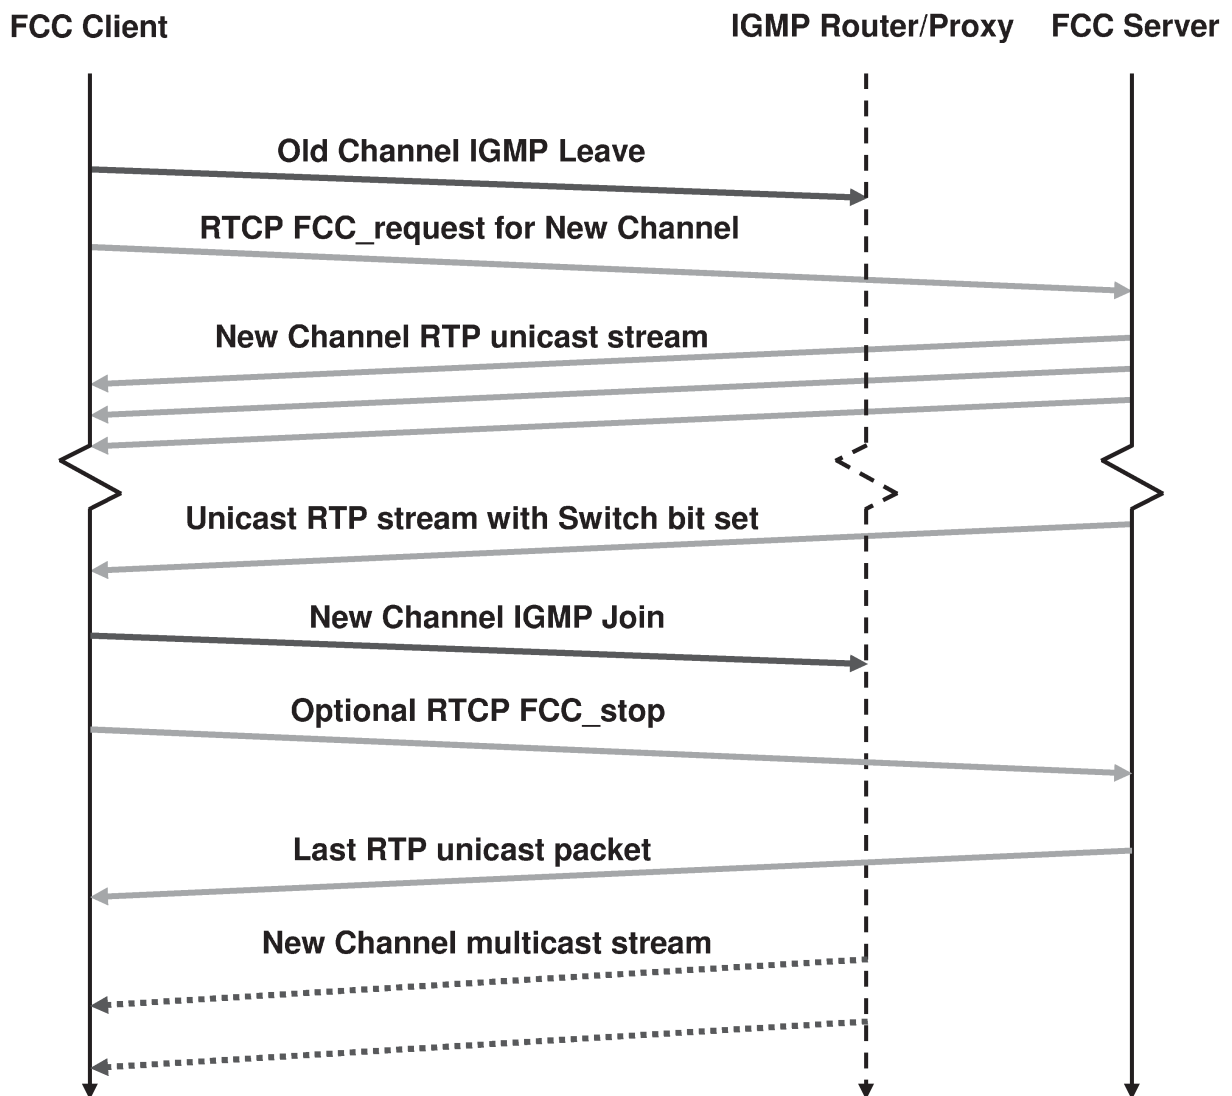 FCC Client
IGMP Router/Proxy
FCC Server
Old Channel IGMP Leave
RTCP FCC_request for New Channel
New Channel RTP unicast stream
Unicast RTP stream with Switch bit set
New Channel IGMP Join
Optional RTCP FCC_stop
Last RTP unicast packet
New Channel multicast stream